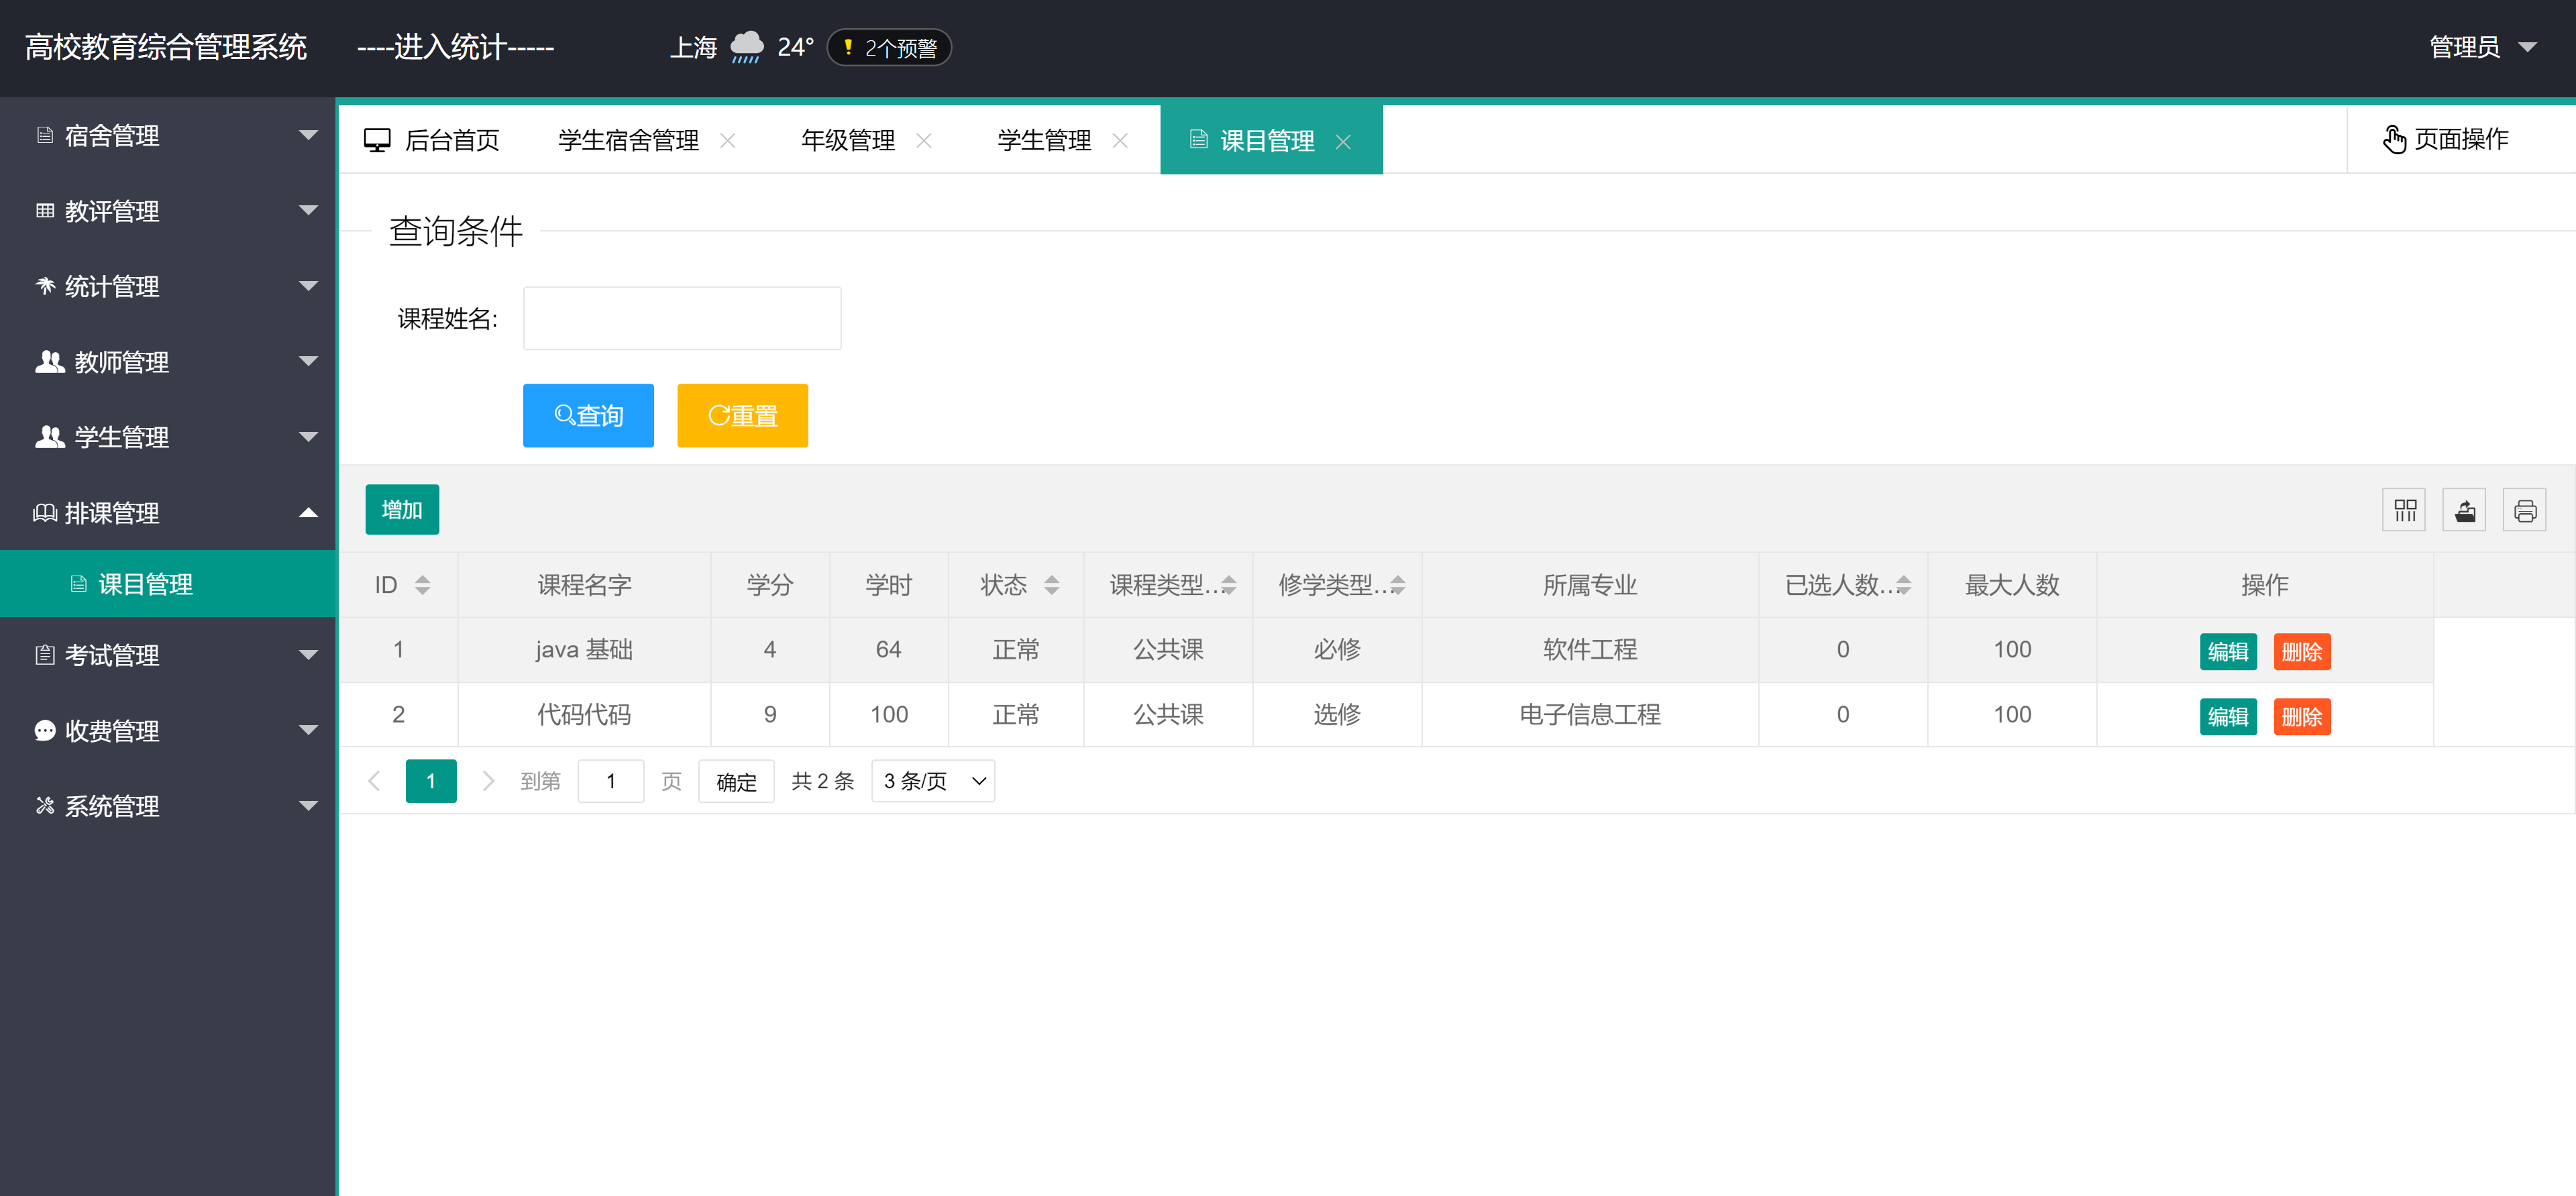 高校教育综合管理系统 ----进入统计----- 上海 24° 2个预警 管理员
宿舍管理
教评管理
统计管理
教师管理
学生管理
排课管理
课目管理
考试管理
收费管理
系统管理
后台首页 学生宿舍管理 年级管理 学生管理 课目管理 页面操作
查询条件
课程姓名:
查询 重置
增加
ID 课程名字 学分 学时 状态 课程类型... 修学类型... 所属专业 已选人数... 最大人数 操作
1 java 基础 4 64 正常 公共课 必修 软件工程 0 100 编辑 删除
2 代码代码 9 100 正常 公共课 选修 电子信息工程 0 100 编辑 删除
1 到第 1 页 确定 共 2 条 3 条/页